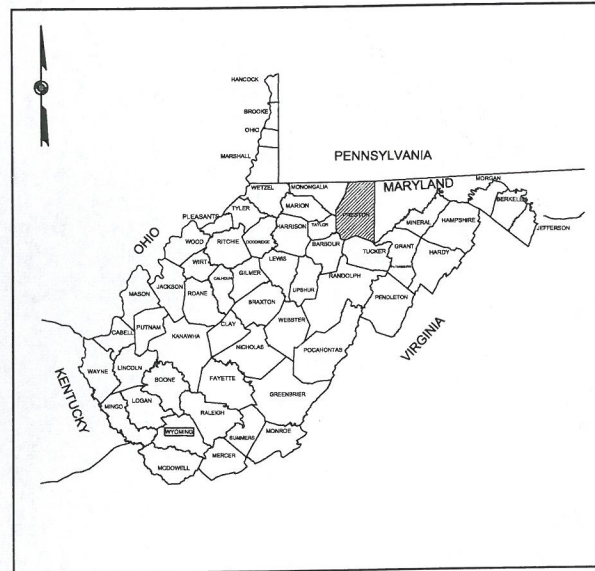 HANCOCK
BROOKE
OHIO
MARSHALL
PENNSYLVANIA
WETZEL
MONONGALIA
MARYLAND
MORGAN
BERKELEY
JEFFERSON
TYLER
MARION
PRESTON
MINERAL
HAMPSHIRE
PLEASANTS
HARRISON
TAYLOR
WOOD
RITCHIE
DODDRIDGE
BARBOUR
TUCKER
GRANT
HARDY
OHIO
WIRT
LEWIS
GILMER
RANDOLPH
JACKSON
CALHOUN
UPSHUR
PENDLETON
MASON
ROANE
BRAXTON
WEBSTER
VIRGINIA
CABELL
PUTNAM
CLAY
KANAWHA
NICHOLAS
POCAHONTAS
WAYNE
LINCOLN
BOONE
FAYETTE
KENTUCKY
LOGAN
GREENBRIER
MINGO
RALEIGH
WYOMING
SUMMERS
MONROE
MERCER
MCDOWELL